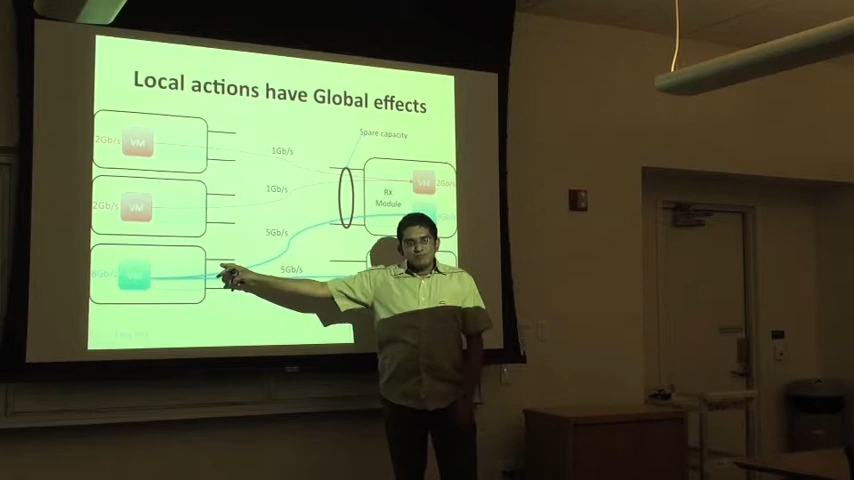 Local actions have Global effects
Spare capacity
2Gb/s VM
1Gb/s
VM 2Gb/s
1Gb/s
RX
Module
2Gb/s VM
5Gb/s
VM
5Gb/s